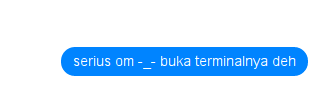 serius om -_- buka terminalnya deh